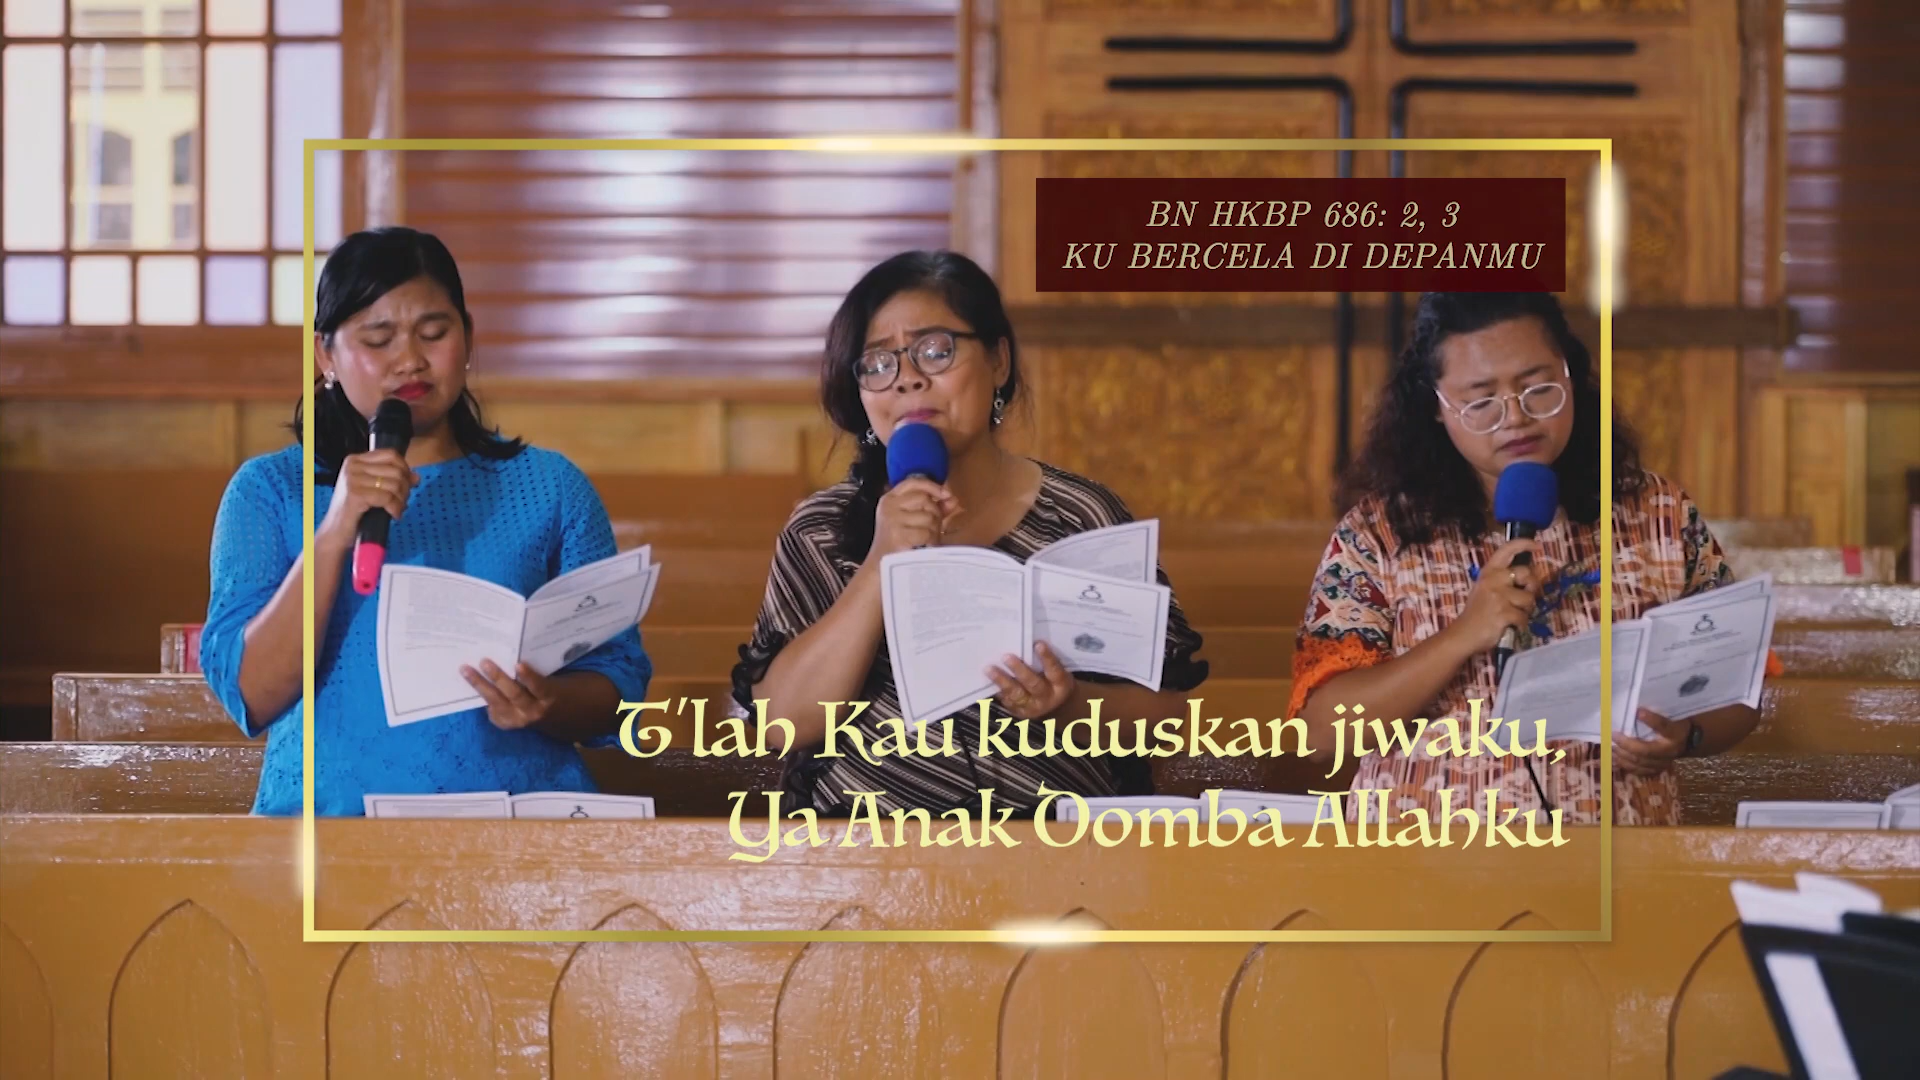 BN HKBP 686: 2, 3
KU BERCELA DI DEPANMU
T'lah Kau kuduskan jiwaku,
Ya Anak Domba Allahku